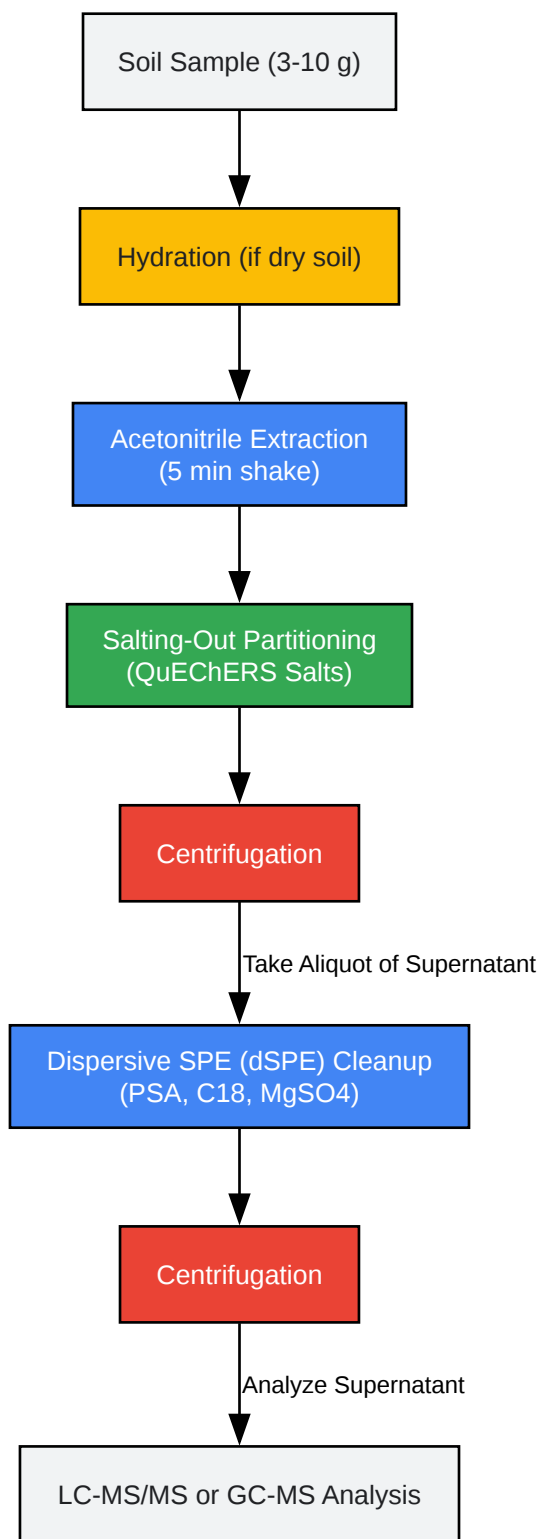 Soil Sample (3-10 g)
Hydration (if dry soil)
Acetonitrile Extraction
(5 min shake)
Salting-Out Partitioning
(QuEChERS Salts)
Centrifugation
Take Aliquot of Supernatant
Dispersive SPE (dSPE) Cleanup
(PSA, C18, MgSO4)
Centrifugation
Analyze Supernatant
LC-MS/MS or GC-MS Analysis